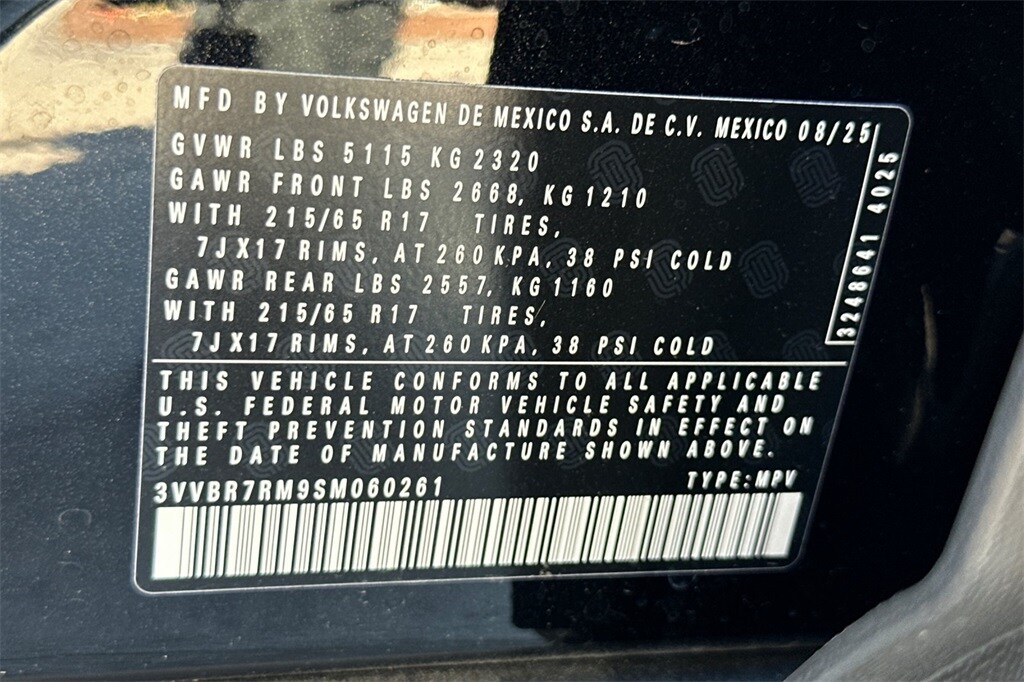 MFD BY VOLKSWAGEN DE MEXICO S.A. DE C.V. MEXICO 08/25
GVWR LBS 5115 KG 2320
GAWR FRONT LBS 2668, KG 1210
WITH 215/65 R17 TIRES,
7JX17 RIMS, AT 260 KPA, 38 PSI COLD
GAWR REAR LBS 2557, KG 1160
WITH 215/65 R17 TIRES,
7JX17 RIMS, AT 260 KPA, 38 PSI COLD
3248641 4025
THIS VEHICLE CONFORMS TO ALL APPLICABLE
U.S. FEDERAL MOTOR VEHICLE SAFETY AND
THEFT PREVENTION STANDARDS IN EFFECT ON
THE DATE OF MANUFACTURE SHOWN ABOVE.
3VVBR7RM9SM060261 TYPE: MPV